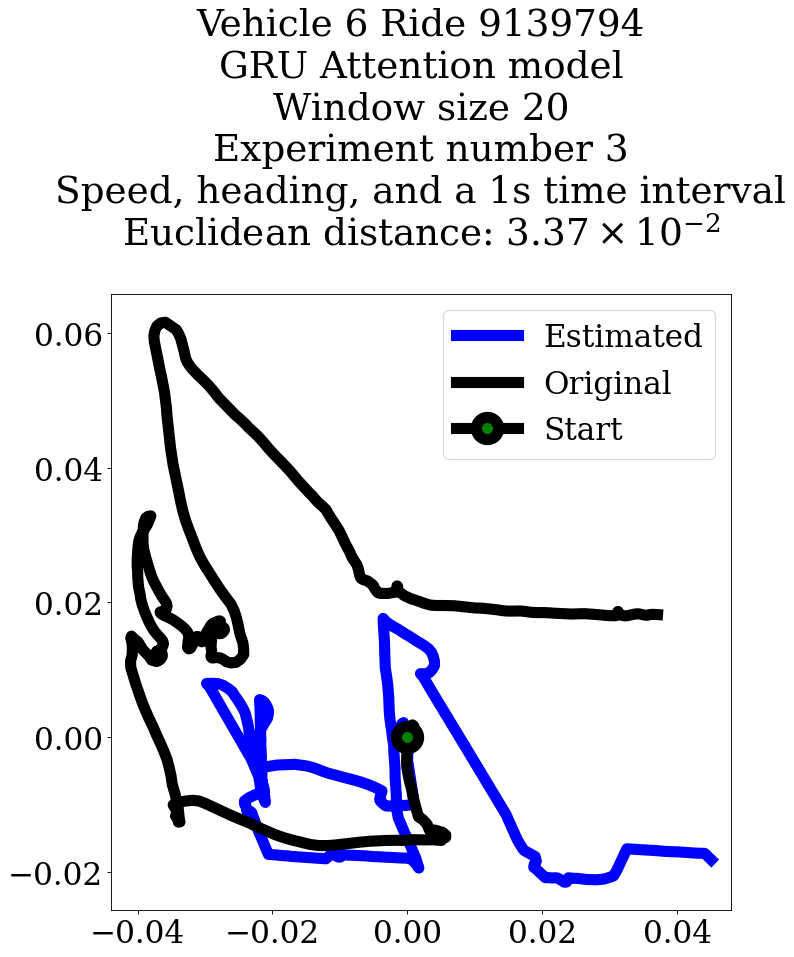 Vehicle 6 Ride 9139794
GRU Attention model
Window size 20
Experiment number 3
Speed, heading, and a 1s time interval
Euclidean distance: 3.37 × 10⁻²
Estimated
Original
Start
0.06
0.04
0.02
0.00
−0.02
−0.04 −0.02 0.00 0.02 0.04